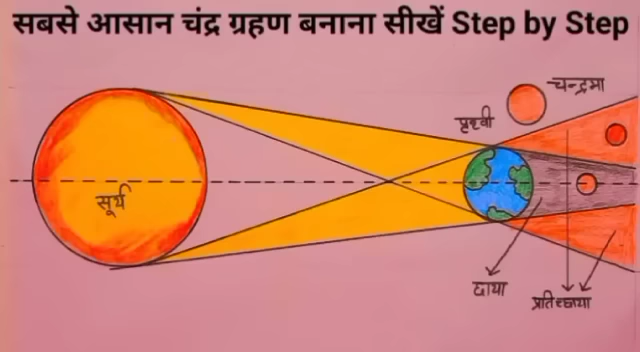 सबसे आसान चंद्र ग्रहण बनाना सीखें Step by Step
चन्द्रमा
पृथ्वी
सूर्य
छाया
प्रतिच्छाया